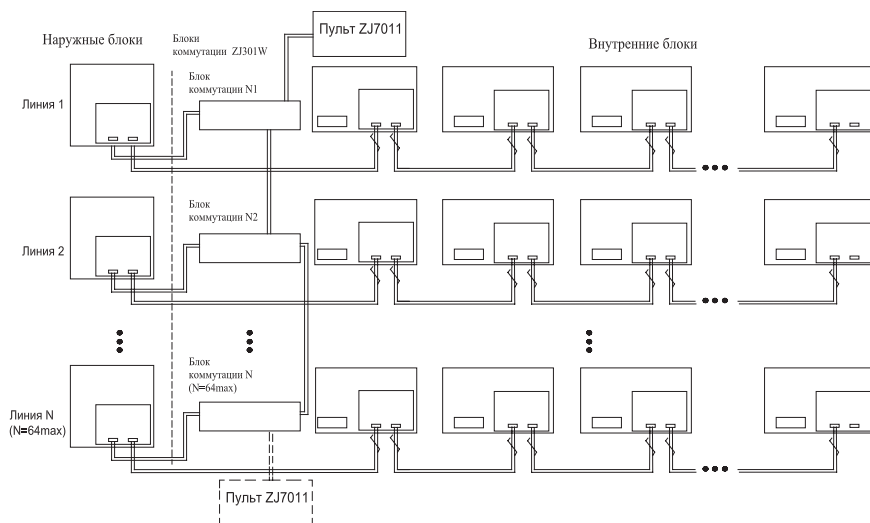 Пульт ZJ7011
Наружные блоки
Блоки
коммутации ZJ301W
Внутренние блоки
Блок
коммутации N1
Линия 1
Блок
коммутации N2
Линия 2
Блок
коммутации N
(N=64max)
Линия N
(N=64max)
Пульт ZJ7011